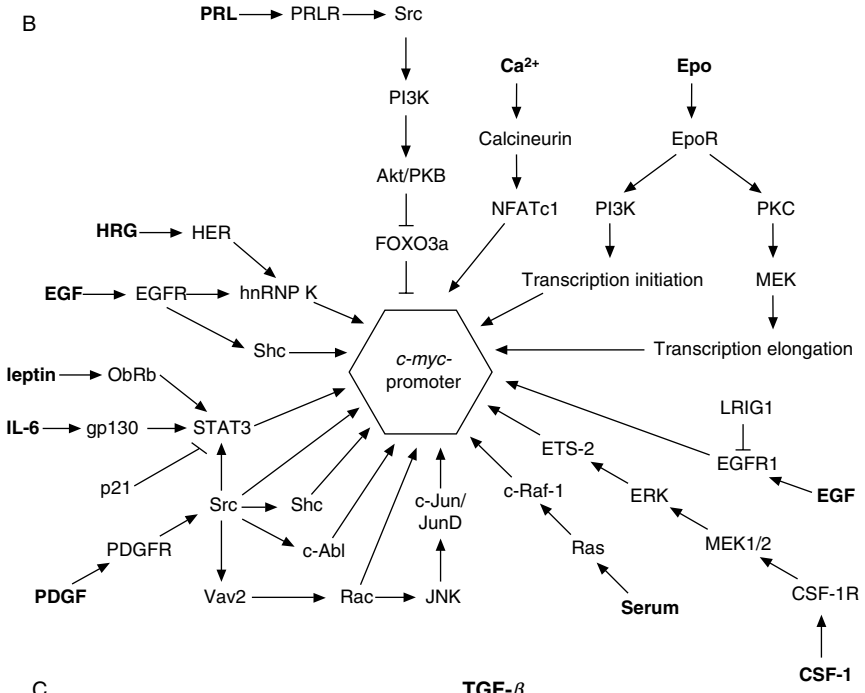 B
PRL PRLR Src
Ca²⁺ Epo
PI3K
Calcineurin EpoR
Akt/PKB
NFATc1 PI3K PKC
HRG HER
FOXO3a
Transcription initiation MEK
EGF EGFR hnRNP K
Shc
c-myc-
promoter
Transcription elongation
leptin ObRb
LRIG1
IL-6 gp130 STAT3
ETS-2
EGFR1
p21
Src Shc
c-Jun/
JunD
c-Raf-1 ERK EGF
PDGFR c-Abl
Ras MEK1/2
PDGF Vav2 Rac JNK
Serum CSF-1R
CSF-1
C TGF-β